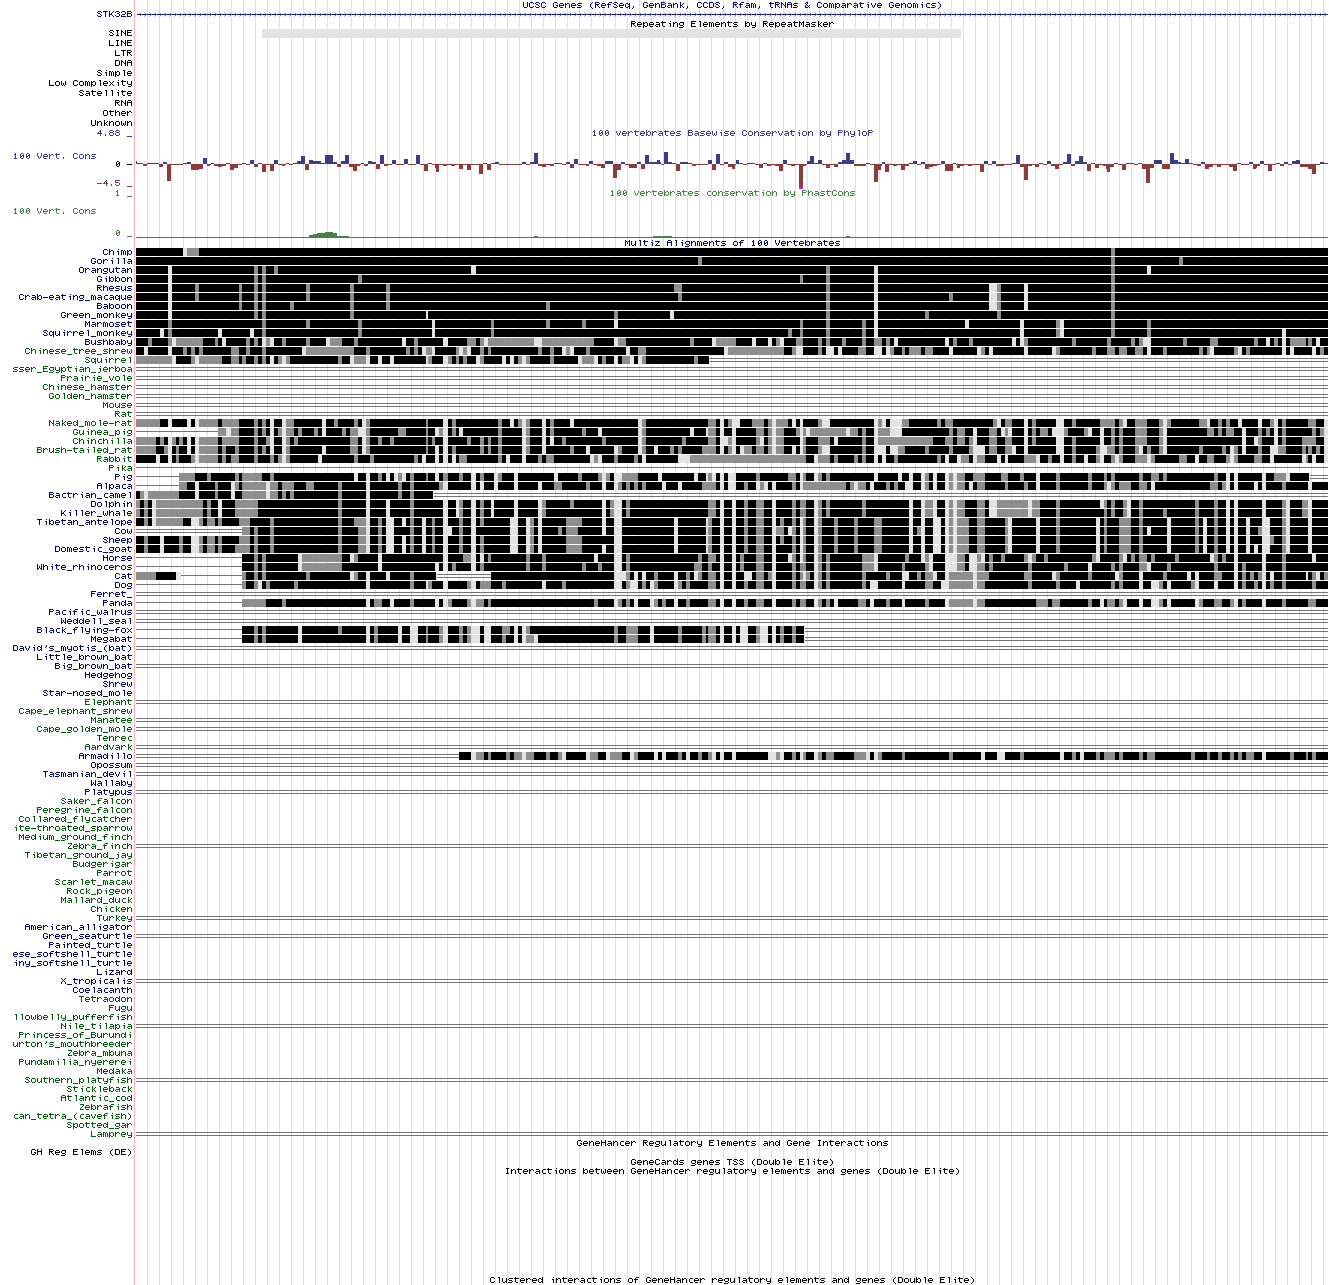 UCSC Genes (RefSeq, GenBank, CCDS, Rfam, tRNAs & Comparative Genomics)
STK32B
Repeating Elements by RepeatMasker
SINE
LINE
LTR
DNA
Simple
Low Complexity
Satellite
RNA
Other
Unknown
4.88 _
100 vertebrates Basewise Conservation by PhyloP
100 Vert. Cons
0 -
-4.5 _
100 vertebrates conservation by PhastCons
1 _
100 Vert. Cons
0 _
Multiz Alignments of 100 Vertebrates
Chimp
Gorilla
Orangutan
Gibbon
Rhesus
Crab-eating_macaque
Baboon
Green_monkey
Marmoset
Squirrel_monkey
Bushbaby
Chinese_tree_shrew
Squirrel
sser_Egyptian_jerboa
Prairie_vole
Chinese_hamster
Golden_hamster
Mouse
Rat
Naked_mole-rat
Guinea_pig
Chinchilla
Brush-tailed_rat
Rabbit
Pika
Pig
Alpaca
Bactrian_camel
Dolphin
Killer_whale
Tibetan_antelope
Cow
Sheep
Domestic_goat
Horse
White_rhinoceros
Cat
Dog
Ferret_
Panda
Pacific_walrus
Weddell_seal
Black_flying-fox
Megabat
David's_myotis_(bat)
Little_brown_bat
Big_brown_bat
Hedgehog
Shrew
Star-nosed_mole
Elephant
Cape_elephant_shrew
Manatee
Cape_golden_mole
Tenrec
Aardvark
Armadillo
Opossum
Tasmanian_devil
Wallaby
Platypus
Saker_falcon
Peregrine_falcon
Collared_flycatcher
ite-throated_sparrow
Medium_ground_finch
Zebra_finch
Tibetan_ground_jay
Budgerigar
Parrot
Scarlet_macaw
Rock_pigeon
Mallard_duck
Chicken
Turkey
American_alligator
Green_seaturtle
Painted_turtle
ese_softshell_turtle
iny_softshell_turtle
Lizard
X_tropicalis
Coelacanth
Tetraodon
Fugu
llowbelly_pufferfish
Nile_tilapia
Princess_of_Burundi
urton's_mouthbreeder
Zebra_mbuna
Pundamilia_nyererei
Medaka
Southern_platyfish
Stickleback
Atlantic_cod
Zebrafish
can_tetra_(cavefish)
Spotted_gar
Lamprey
GeneHancer Regulatory Elements and Gene Interactions
GH Reg Elems (DE)
GeneCards genes TSS (Double Elite)
Interactions between GeneHancer regulatory elements and genes (Double Elite)
Clustered interactions of GeneHancer regulatory elements and genes (Double Elite)